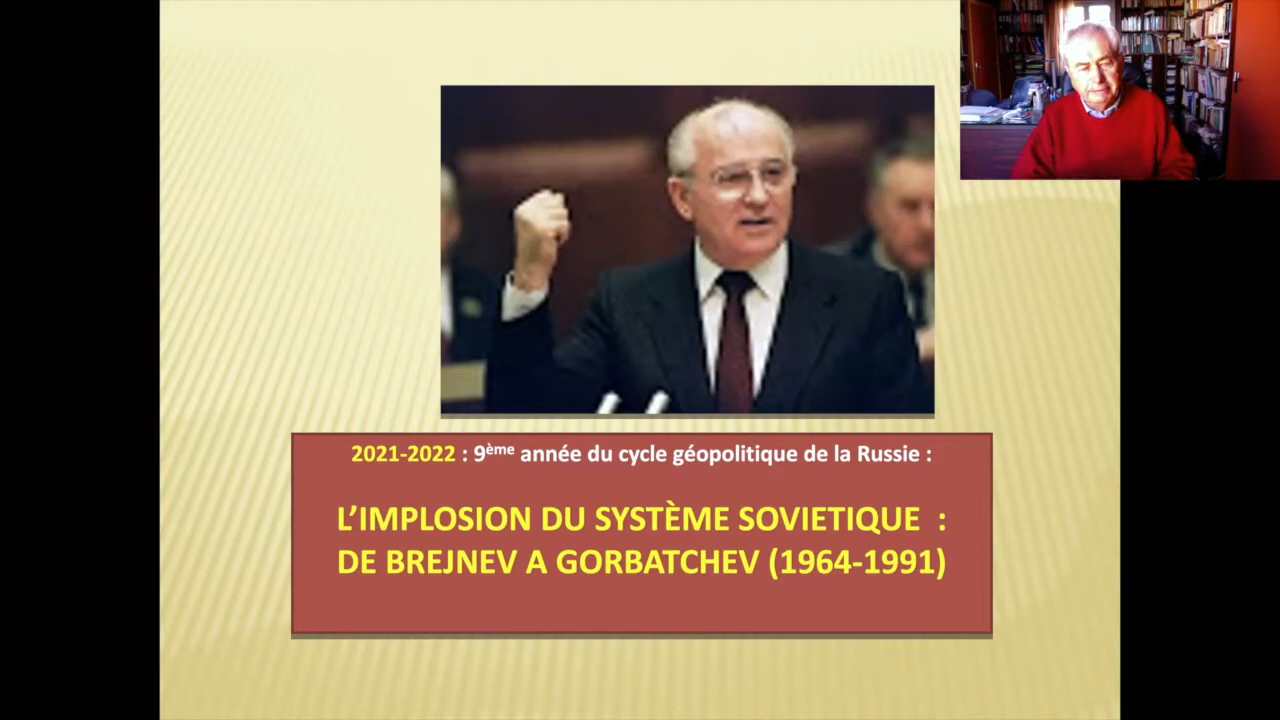 2021-2022 : 9ème année du cycle géopolitique de la Russie :
L’IMPLOSION DU SYSTÈME SOVIETIQUE :
DE BREJNEV A GORBATCHEV (1964-1991)